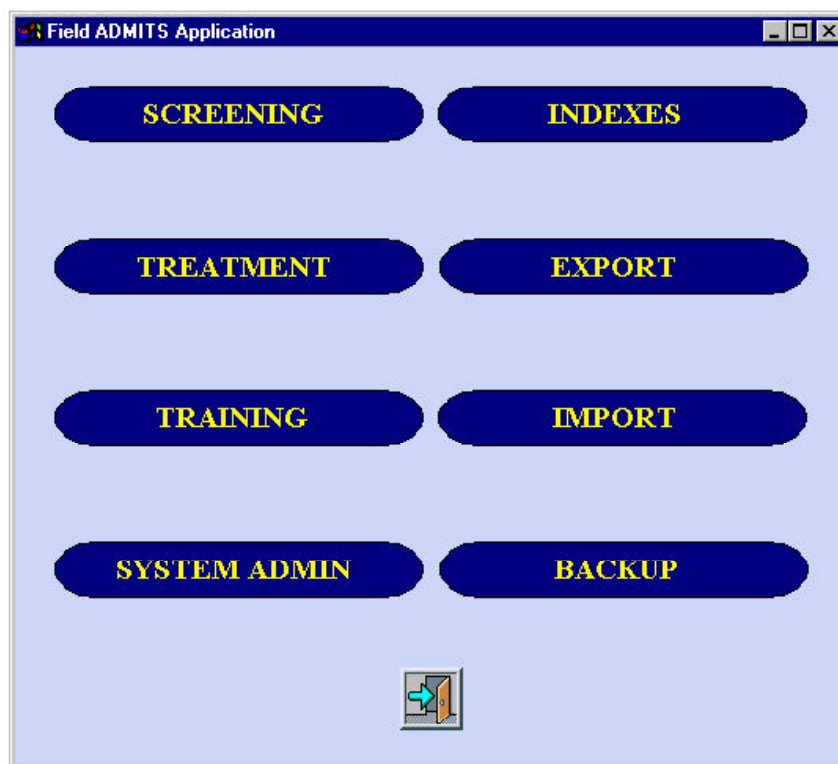 Field ADMITS Application
SCREENING INDEXES
TREATMENT EXPORT
TRAINING IMPORT
SYSTEM ADMIN BACKUP